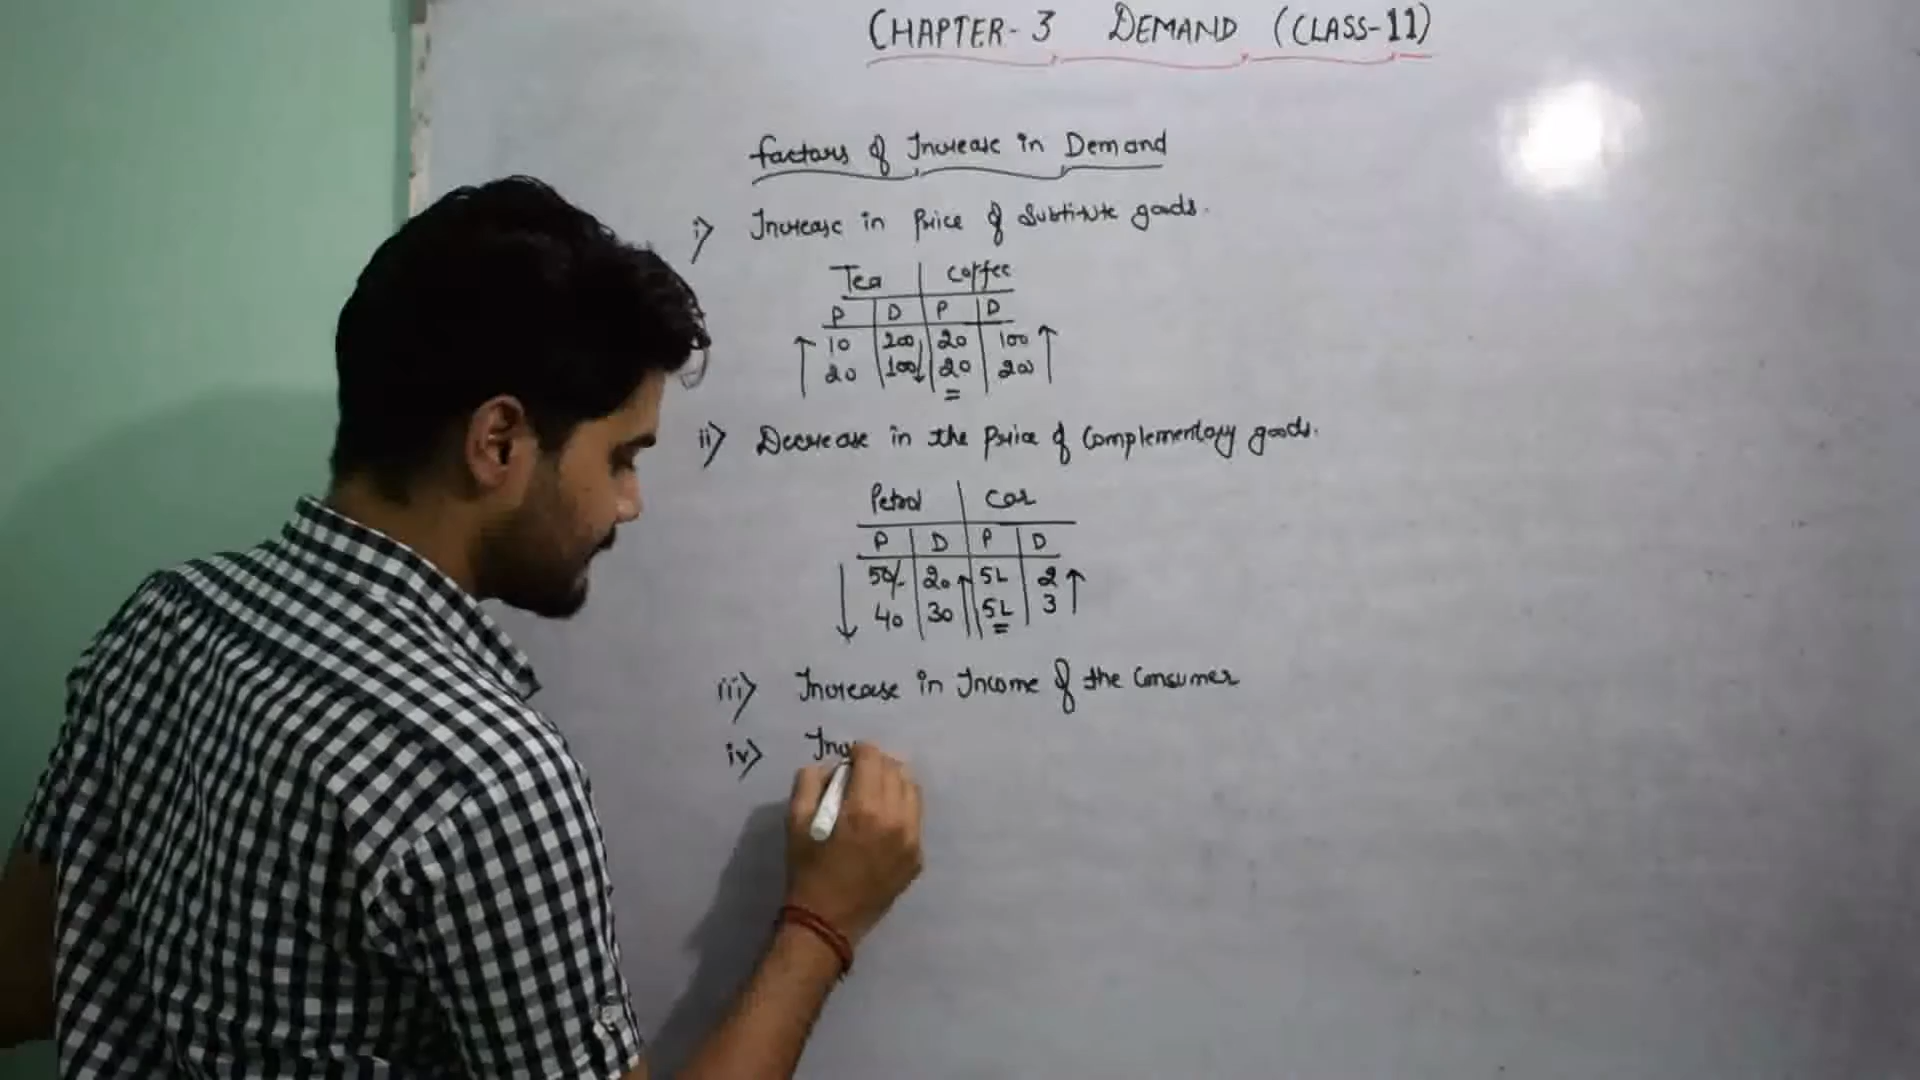 CHAPTER-3 DEMAND (CLASS-11)
factors of Increase in Demand
i) Increase in Price of Substitute goods.
Tea | Coffee
P | D | P | D
10 | 200 | 20 | 100
20 | 100 | 20 | 200
=
ii) Decrease in the Price of Complementary goods.
Petrol | Car
P | D | P | D
50/- | 20 | 5L | 2
40 | 30 | 5L | 3
=
iii) Increase in Income of the Consumer
iv)